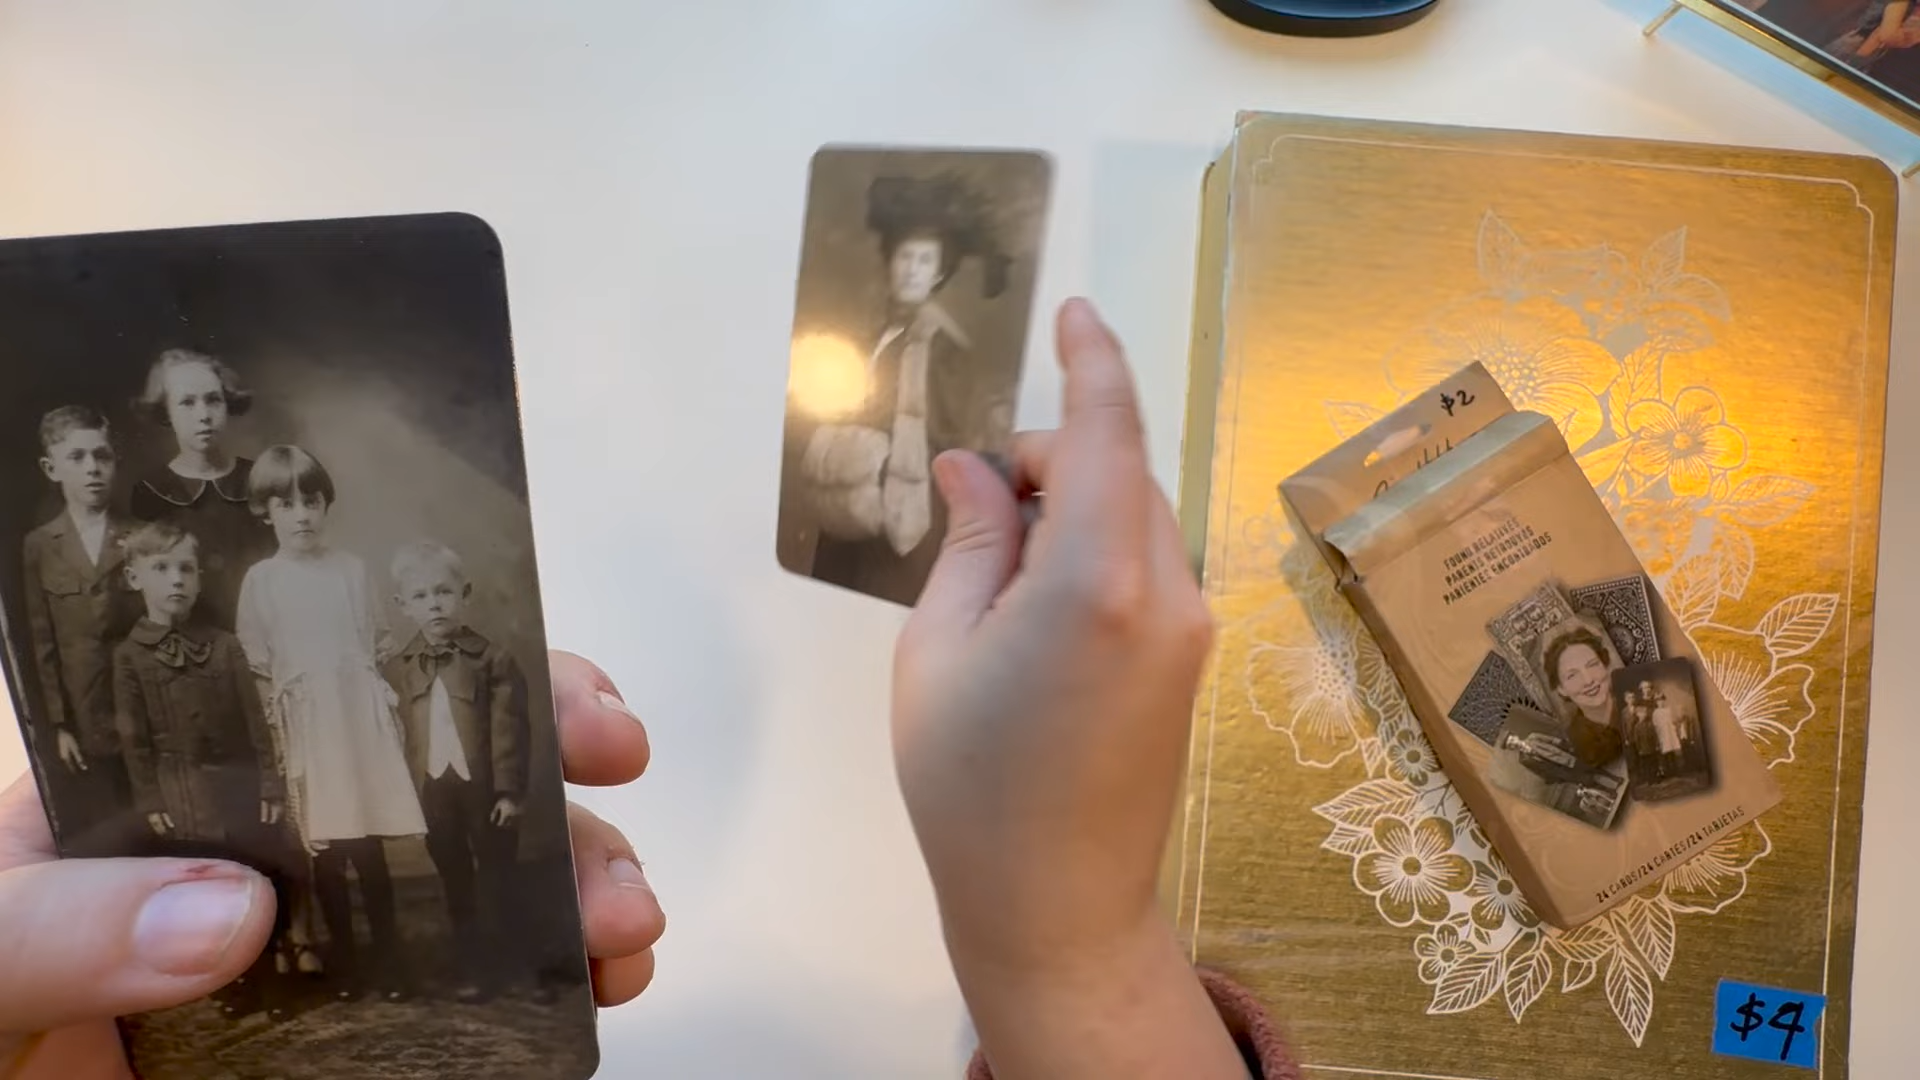 $2
FOUND RELATIVES
PARENTS RETROUVÉS
PARIENTES ENCONTRADOS
24 CARDS/24 CARTES/24 TARJETAS
$4